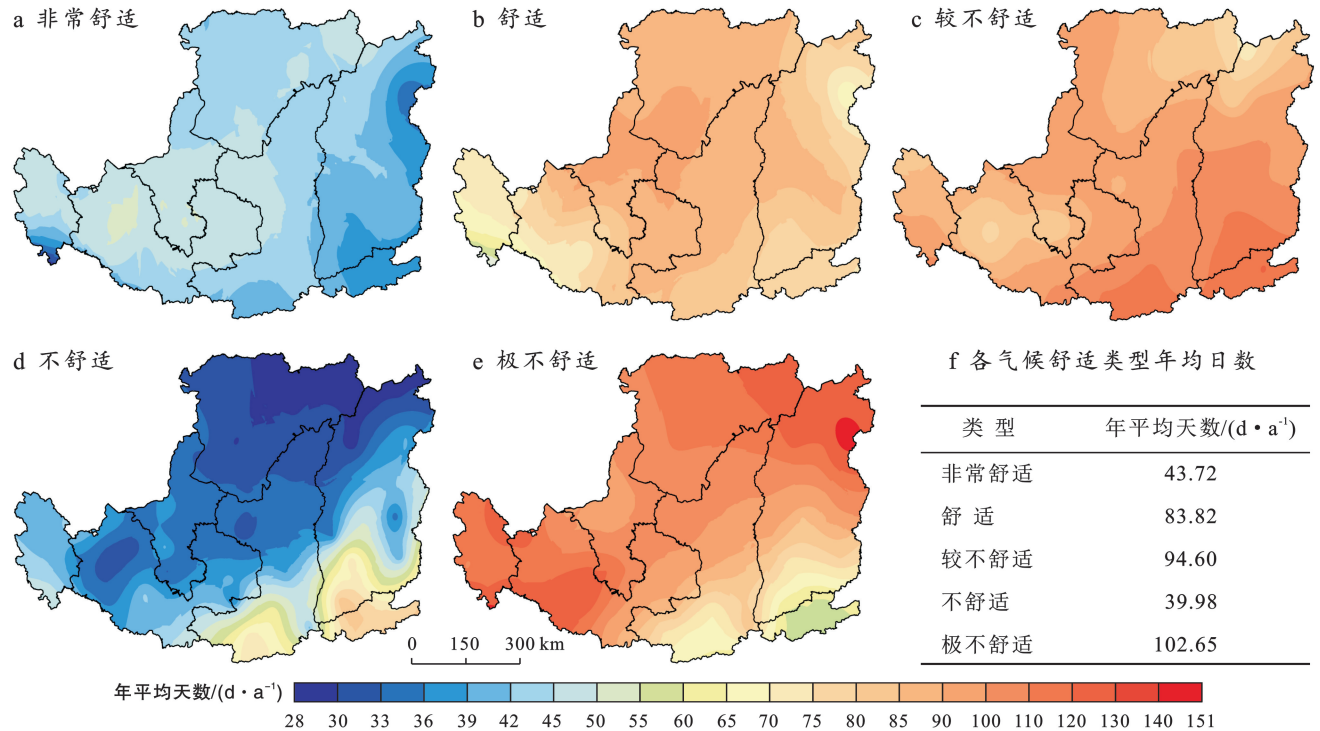 a 非常舒适
b 舒适
c 较不舒适
d 不舒适
e 极不舒适
f 各气候舒适类型年均日数
类 型 年平均天数/(d·a⁻¹)
非常舒适 43.72
舒 适 83.82
较不舒适 94.60
不舒适 39.98
极不舒适 102.65
0 150 300 km
年平均天数/(d·a⁻¹)
28 30 33 36 39 42 45 50 55 60 65 70 75 80 85 90 100 110 120 130 140 151